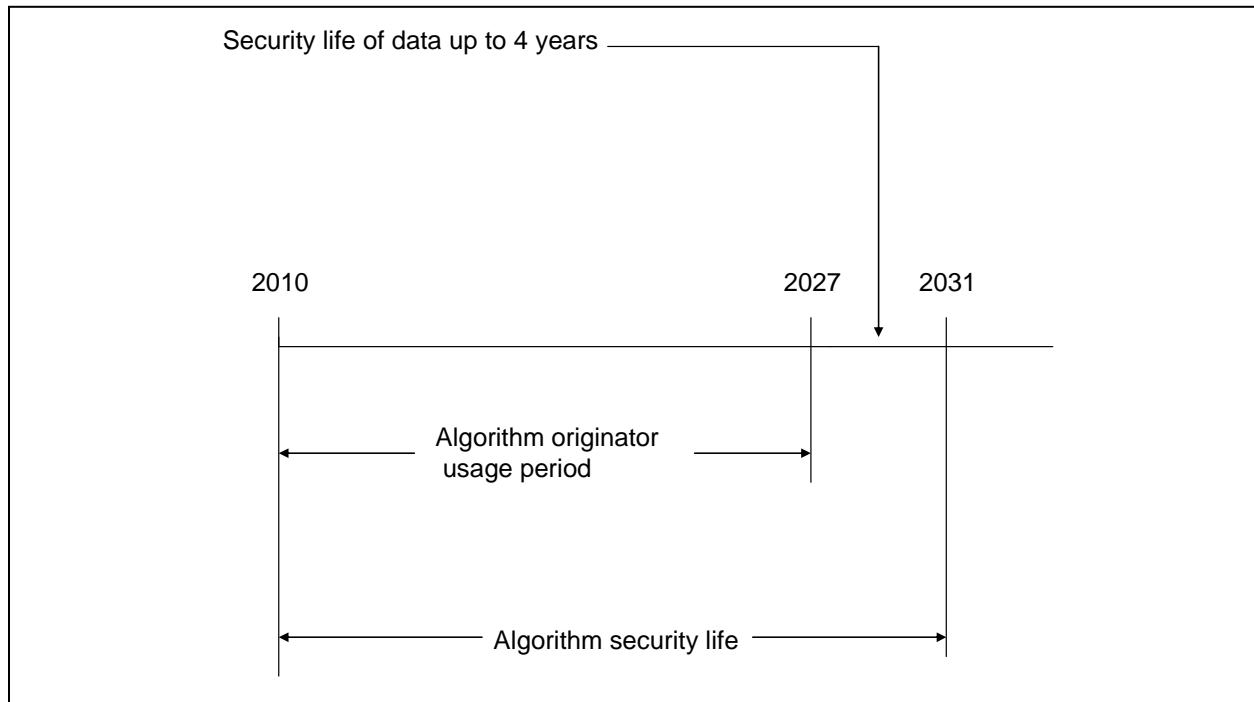 Security life of data up to 4 years
2010
2027
2031
Algorithm originator
usage period
Algorithm security life